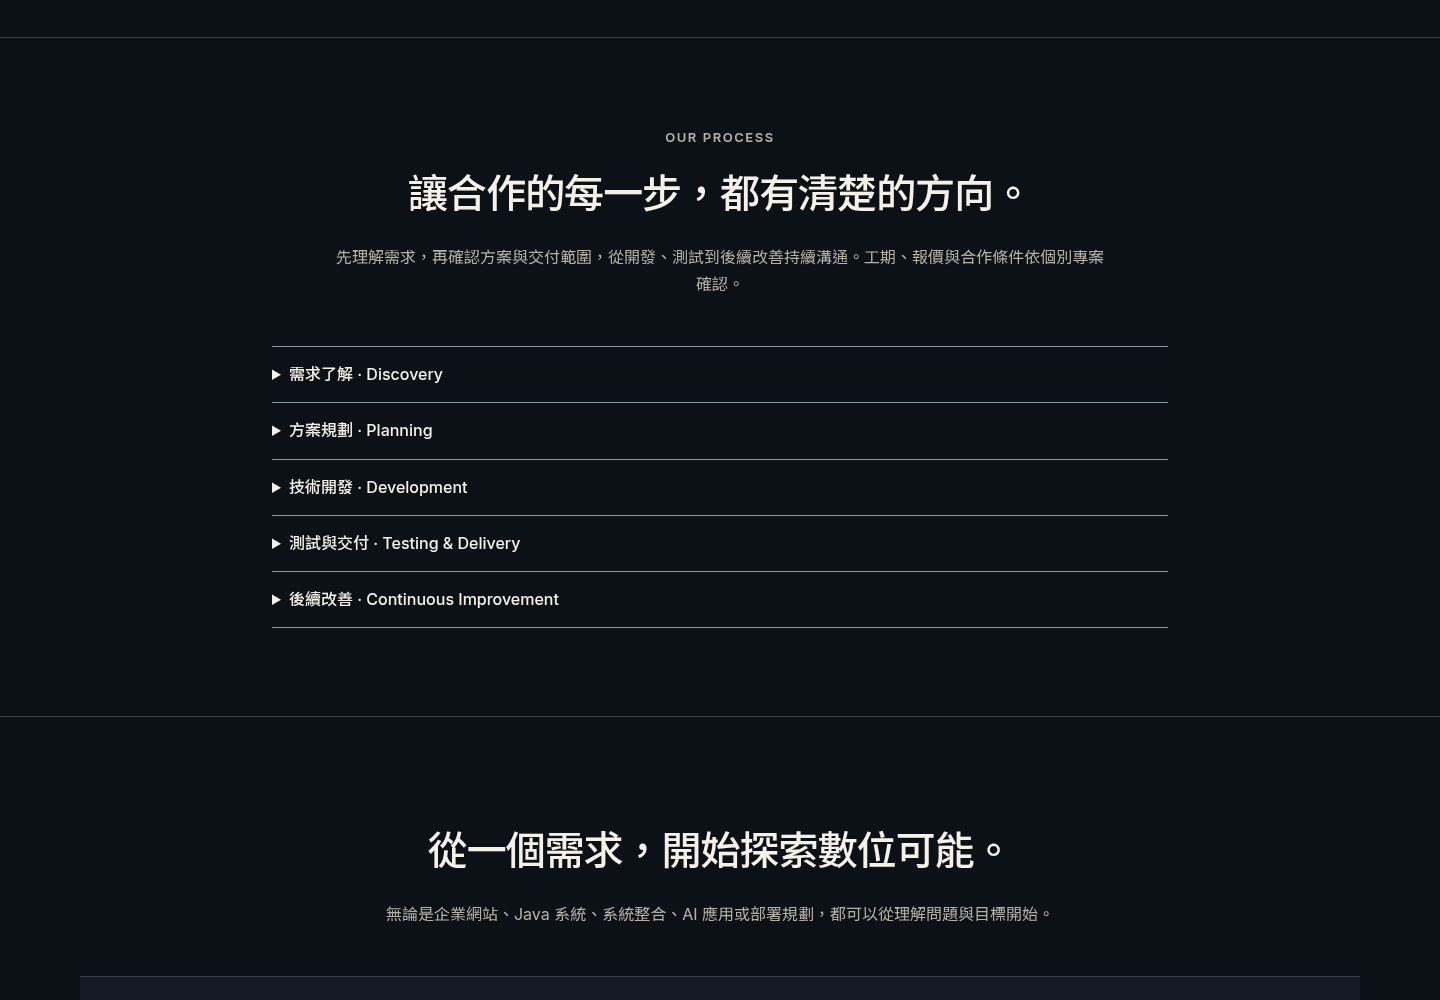 OUR PROCESS
讓合作的每一步，都有清楚的方向。
先理解需求，再確認方案與交付範圍，從開發、測試到後續改善持續溝通。工期、報價與合作條件依個別專案
確認。
需求了解 · Discovery
方案規劃 · Planning
技術開發 · Development
測試與交付 · Testing & Delivery
後續改善 · Continuous Improvement
從一個需求，開始探索數位可能。
無論是企業網站、Java 系統、系統整合、AI 應用或部署規劃，都可以從理解問題與目標開始。